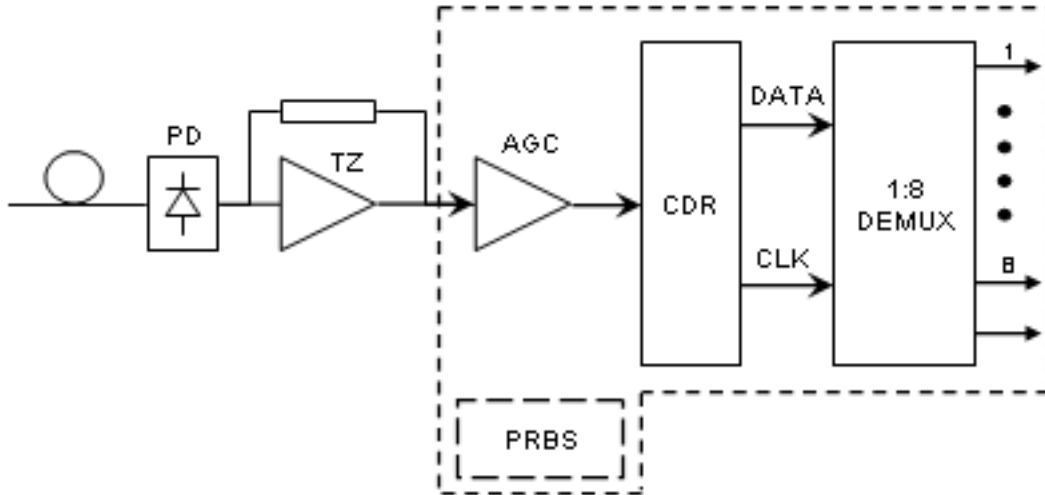 PD
TZ
AGC
CDR
DATA
CLK
1:8
DEMUX
1
8
PRBS